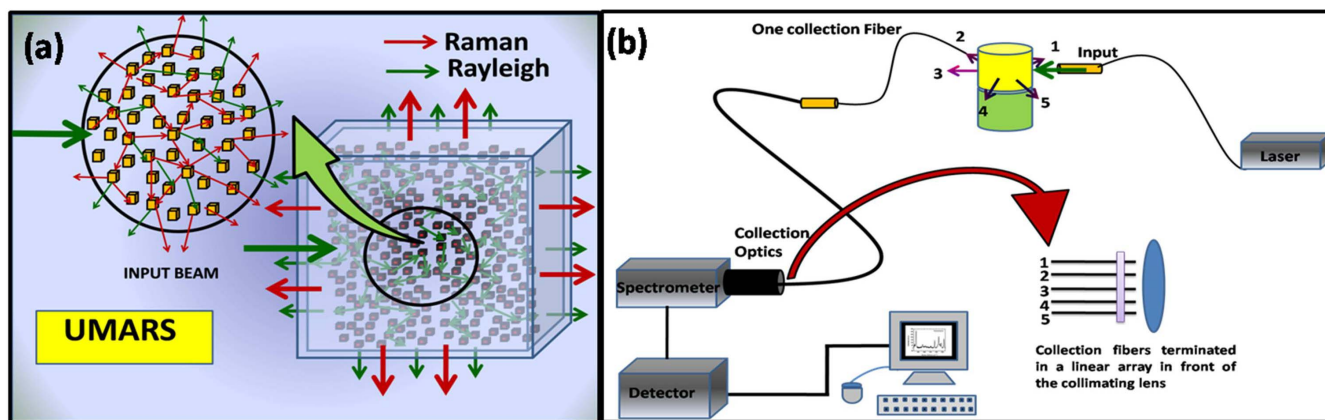 (a)
Raman
Rayleigh
INPUT BEAM
UMARS
(b)
One collection Fiber
2
1
Input
3
4
5
Laser
Collection
Optics
Spectrometer
Detector
1
2
3
4
5
Collection fibers terminated
in a linear array in front of
the collimating lens